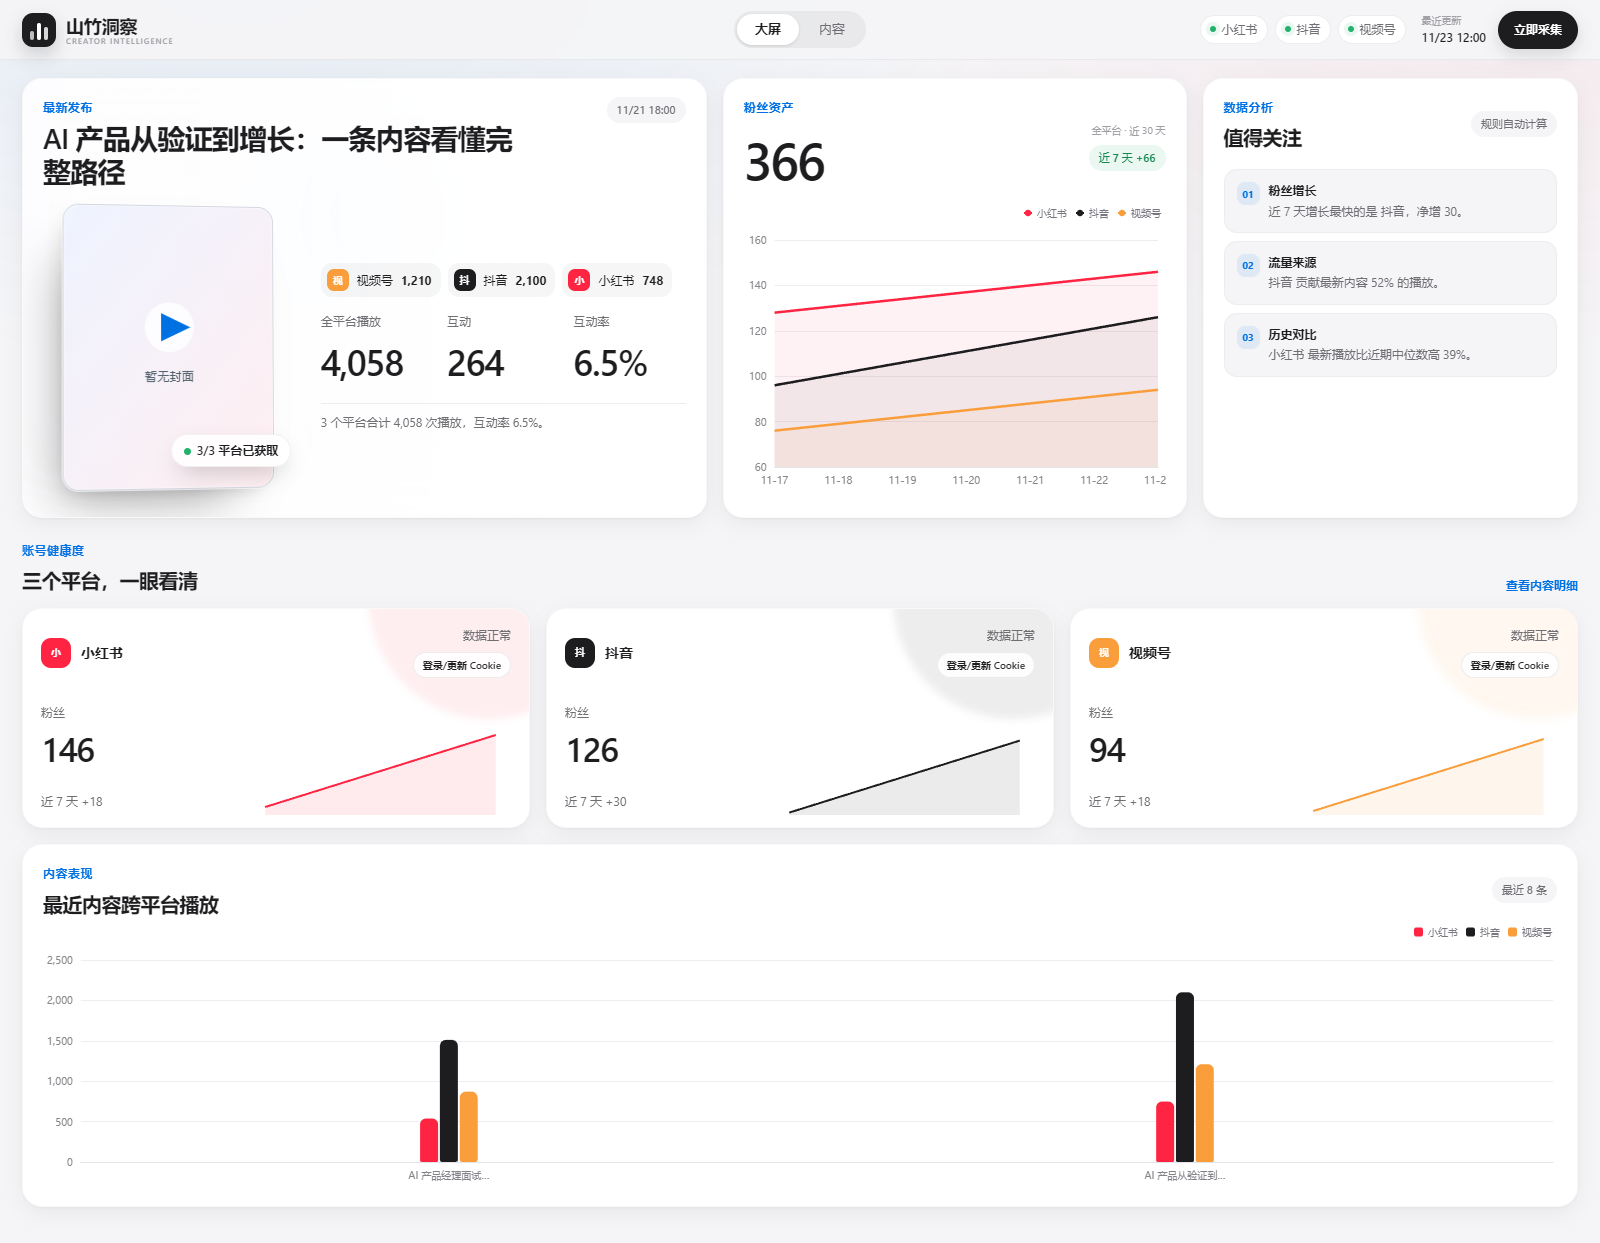 山竹洞察
CREATOR INTELLIGENCE
大屏
内容
小红书
抖音
视频号
最近更新
11/23 12:00
立即采集
最新发布
11/21 18:00
AI 产品从验证到增长：一条内容看懂完
整路径
暂无封面
3/3 平台已获取
视 视频号 1,210
抖 抖音 2,100
小 小红书 748
全平台播放
互动
互动率
4,058
264
6.5%
3 个平台合计 4,058 次播放，互动率 6.5%。
粉丝资产
366
全平台 · 近 30 天
近 7 天 +66
小红书
抖音
视频号
160
140
120
100
80
60
11-17
11-18
11-19
11-20
11-21
11-22
11-2
数据分析
值得关注
规则自动计算
01
粉丝增长
近 7 天增长最快的是 抖音，净增 30。
02
流量来源
抖音 贡献最新内容 52% 的播放。
03
历史对比
小红书 最新播放比近期中位数高 39%。
账号健康度
三个平台，一眼看清
查看内容明细
小 小红书
数据正常
登录/更新 Cookie
粉丝
146
近 7 天 +18
抖 抖音
数据正常
登录/更新 Cookie
粉丝
126
近 7 天 +30
视 视频号
数据正常
登录/更新 Cookie
粉丝
94
近 7 天 +18
内容表现
最近内容跨平台播放
最近 8 条
小红书
抖音
视频号
2,500
2,000
1,500
1,000
500
0
AI 产品经理面试...
AI 产品从验证到...